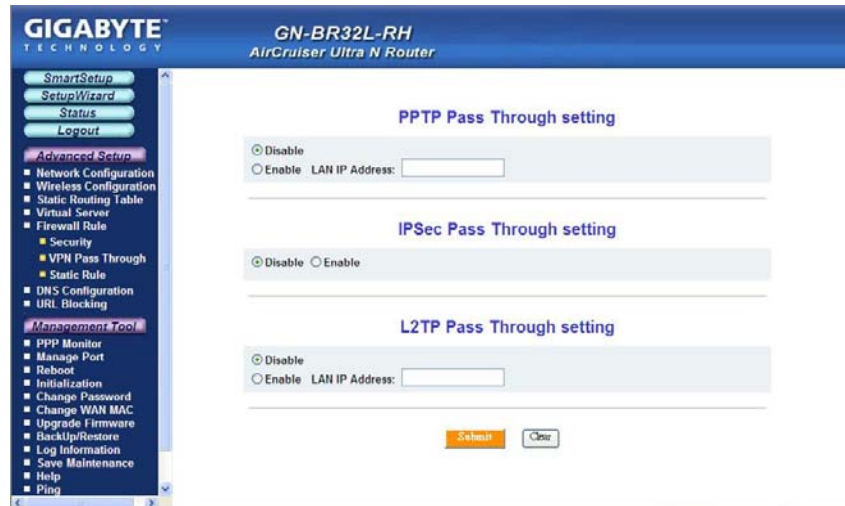 GIGABYTE™
TECHNOLOGY
GN-BR32L-RH
AirCruiser Ultra N Router
SmartSetup
SetupWizard
Status
Logout
Advanced Setup
Network Configuration
Wireless Configuration
Static Routing Table
Virtual Server
Firewall Rule
Security
VPN Pass Through
Static Rule
DNS Configuration
URL Blocking
Management Tool
PPP Monitor
Manage Port
Reboot
Initialization
Change Password
Change WAN MAC
Upgrade Firmware
BackUp/Restore
Log Information
Save Maintenance
Help
Ping
PPTP Pass Through setting
Disable
Enable LAN IP Address:
IPSec Pass Through setting
Disable Enable
L2TP Pass Through setting
Disable
Enable LAN IP Address:
Submit Clear